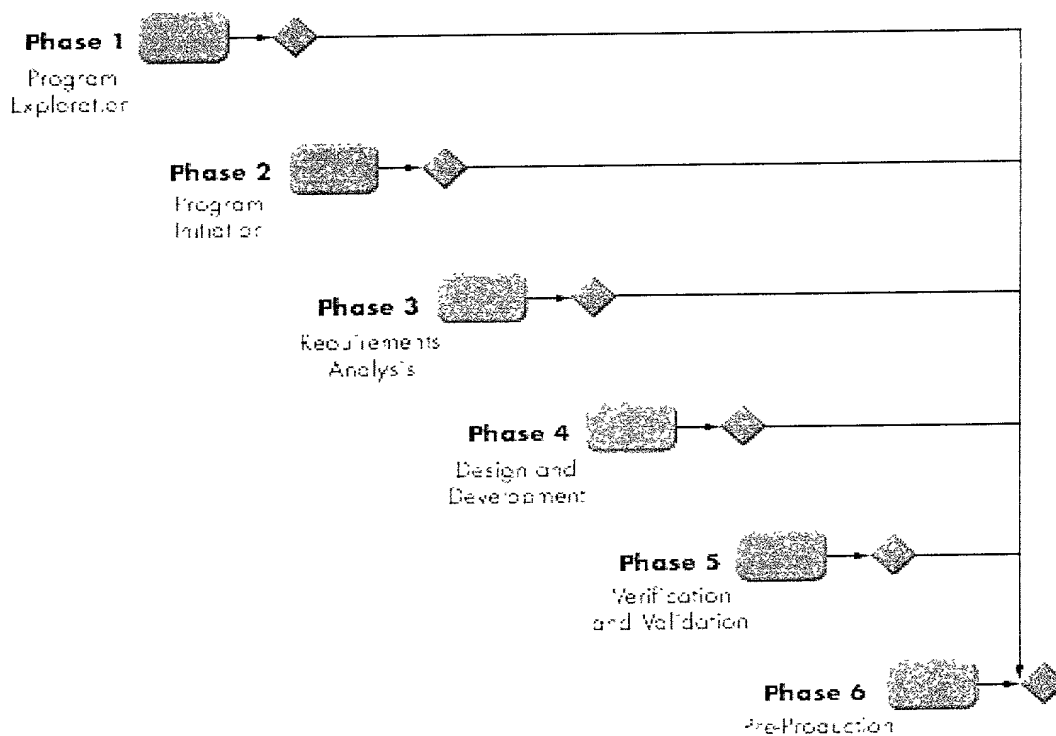 Phase 1
Program
Exploration
Phase 2
Program
Initiation
Phase 3
Requirements
Analysis
Phase 4
Design and
Development
Phase 5
Verification
and Validation
Phase 6
Pre-Production